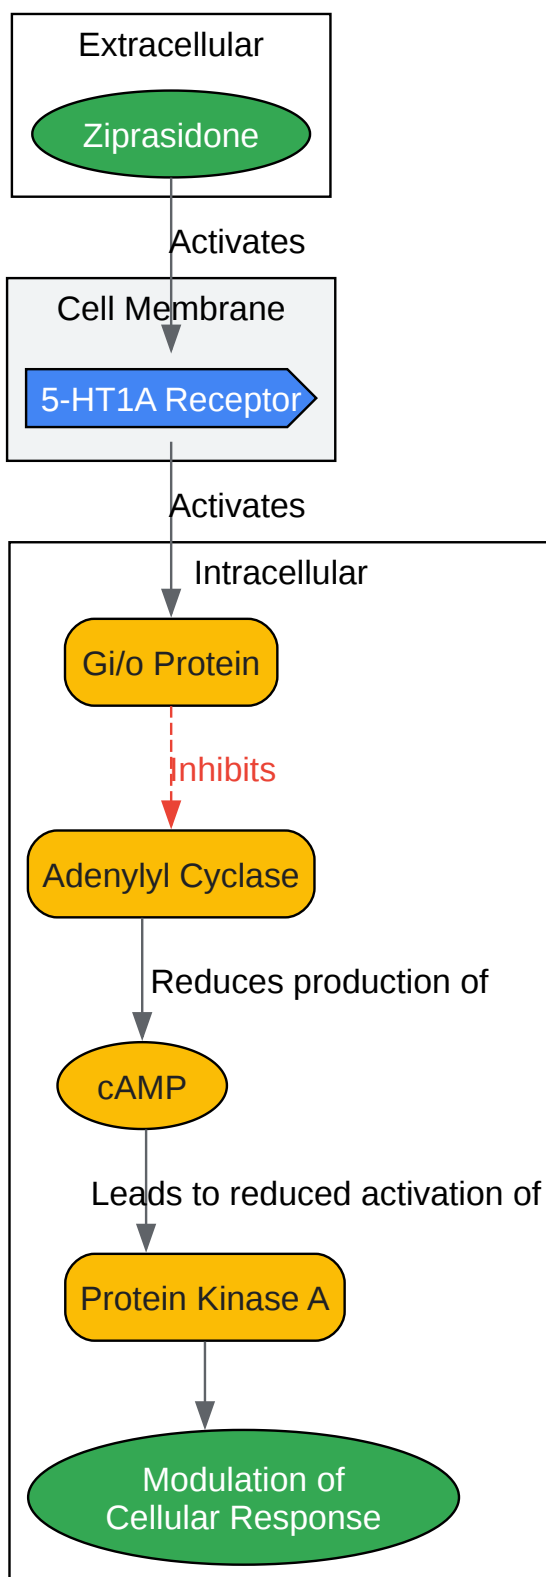 Extracellular
Ziprasidone
Activates
Cell Membrane
5-HT1A Receptor
Activates
Intracellular
Gi/o Protein
Inhibits
Adenylyl Cyclase
Reduces production of
cAMP
Leads to reduced activation of
Protein Kinase A
Modulation of
Cellular Response